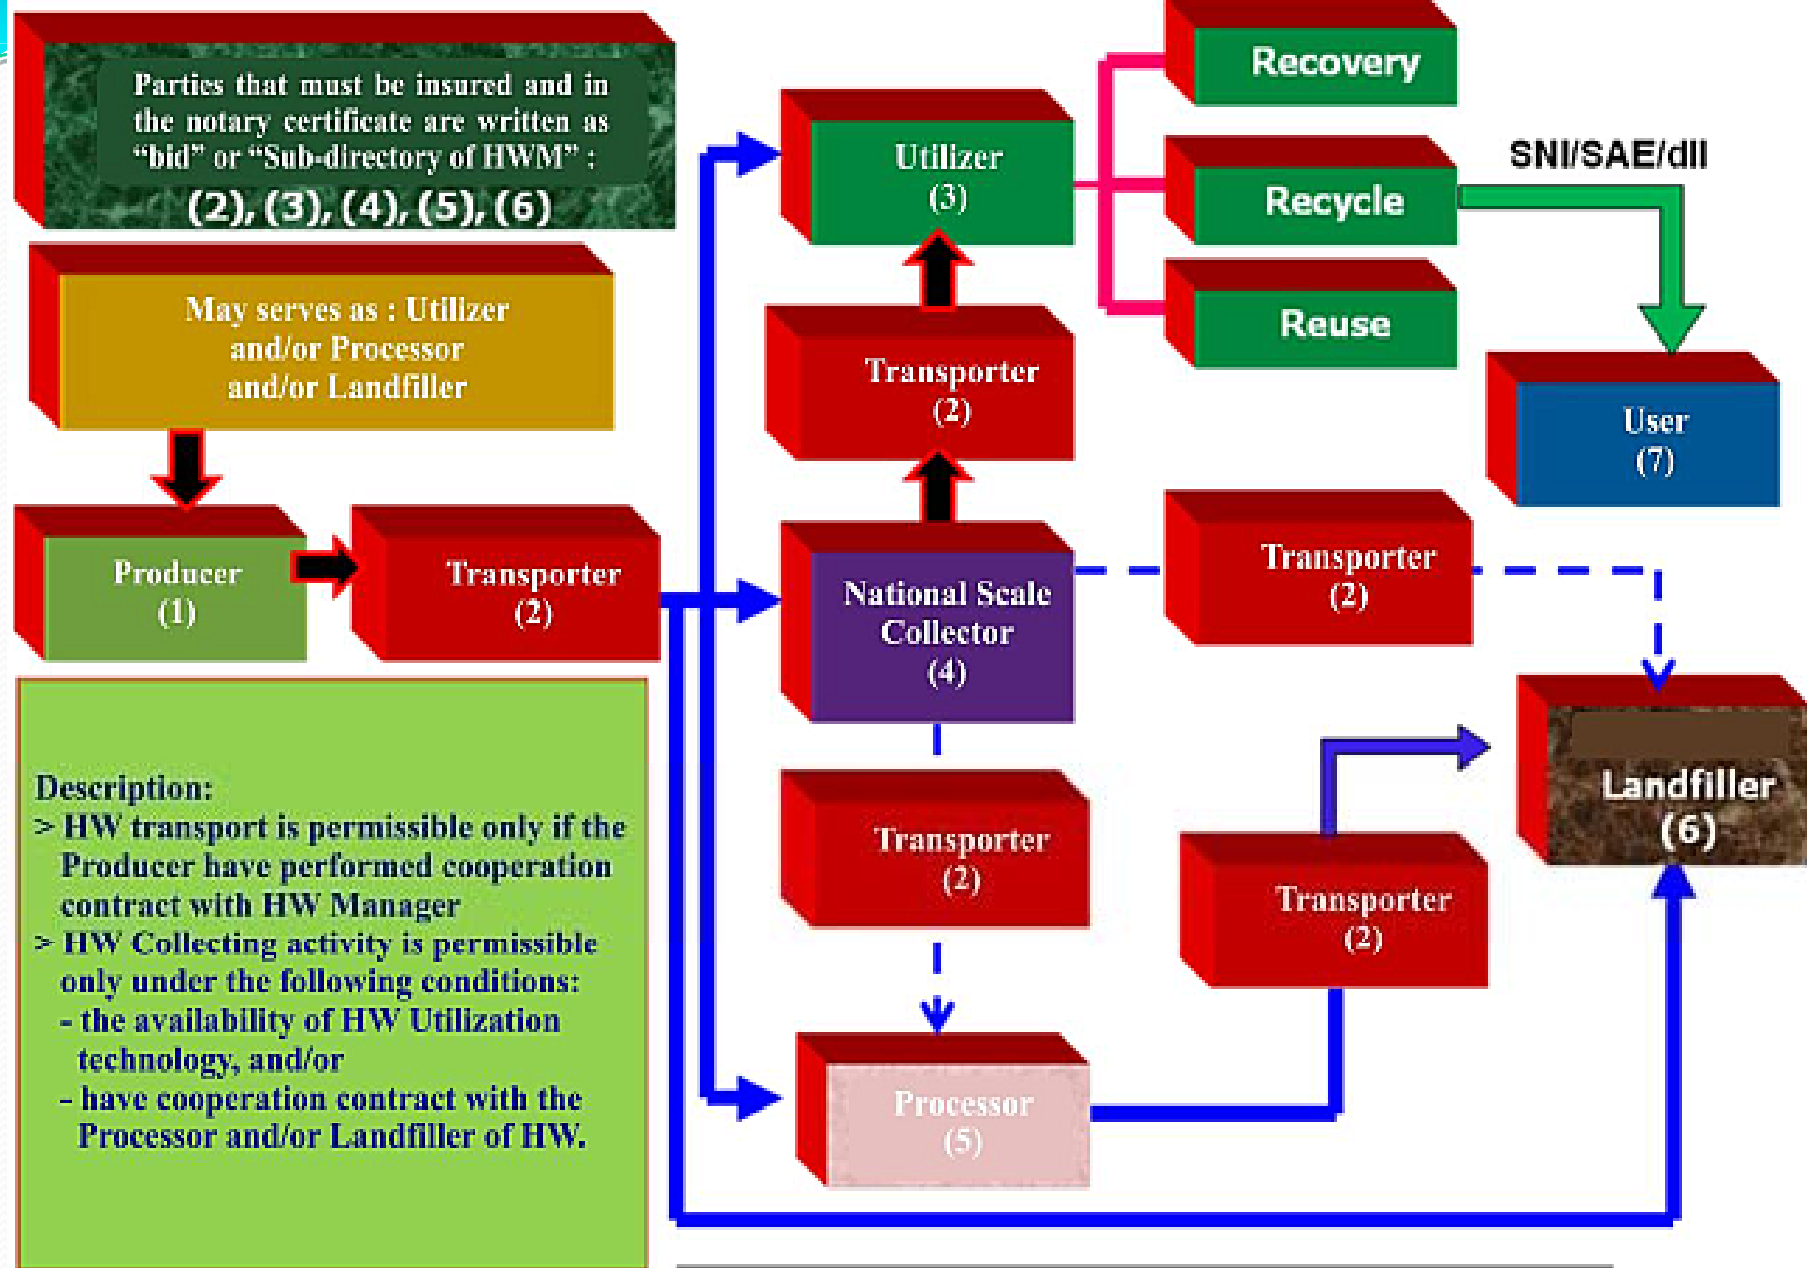 Parties that must be insured and in
the notary certificate are written as
“bid” or “Sub-directory of HWM” :
(2), (3), (4), (5), (6)
May serves as : Utilizer
and/or Processor
and/or Landfiller
Producer
(1)
Transporter
(2)
Description:
> HW transport is permissible only if the
Producer have performed cooperation
contract with HW Manager
> HW Collecting activity is permissible
only under the following conditions:
- the availability of HW Utilization
technology, and/or
- have cooperation contract with the
Processor and/or Landfiller of HW.
Utilizer
(3)
Transporter
(2)
National Scale
Collector
(4)
Transporter
(2)
Processor
(5)
Recovery
Recycle
Reuse
SNI/SAE/dll
User
(7)
Transporter
(2)
Transporter
(2)
Landfiller
(6)